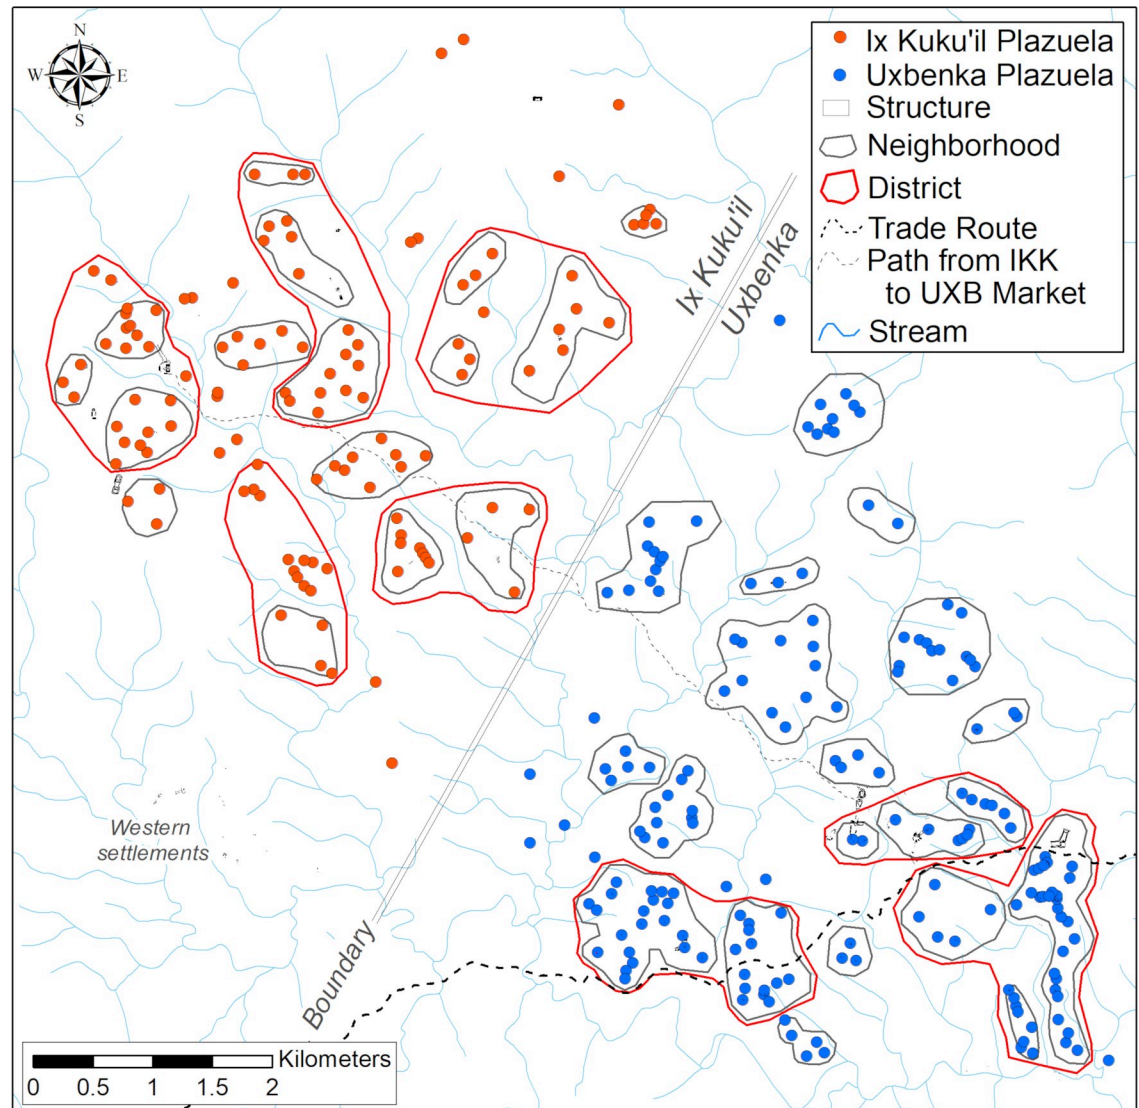 N
W E
S
Ix Kuku'il Plazuela
Uxbenka Plazuela
Structure
Neighborhood
District
Trade Route
Path from IKK
to UXB Market
Stream
Ix Kuku'il
Uxbenka
Western
settlements
Boundary
Kilometers
0 0.5 1 1.5 2